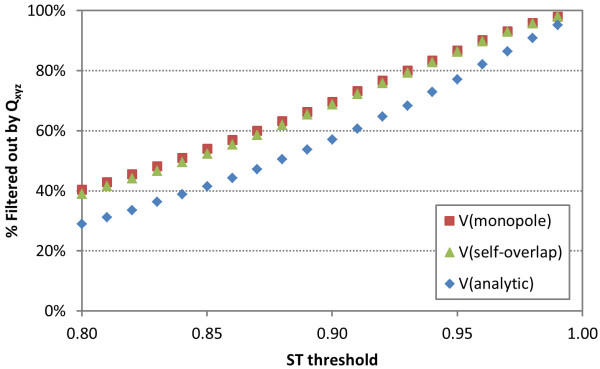 100%
80%
60%
40%
20%
0%
% Filtered out by Qxyz
V(monopole)
V(self-overlap)
V(analytic)
0.80 0.85 0.90 0.95 1.00
ST threshold